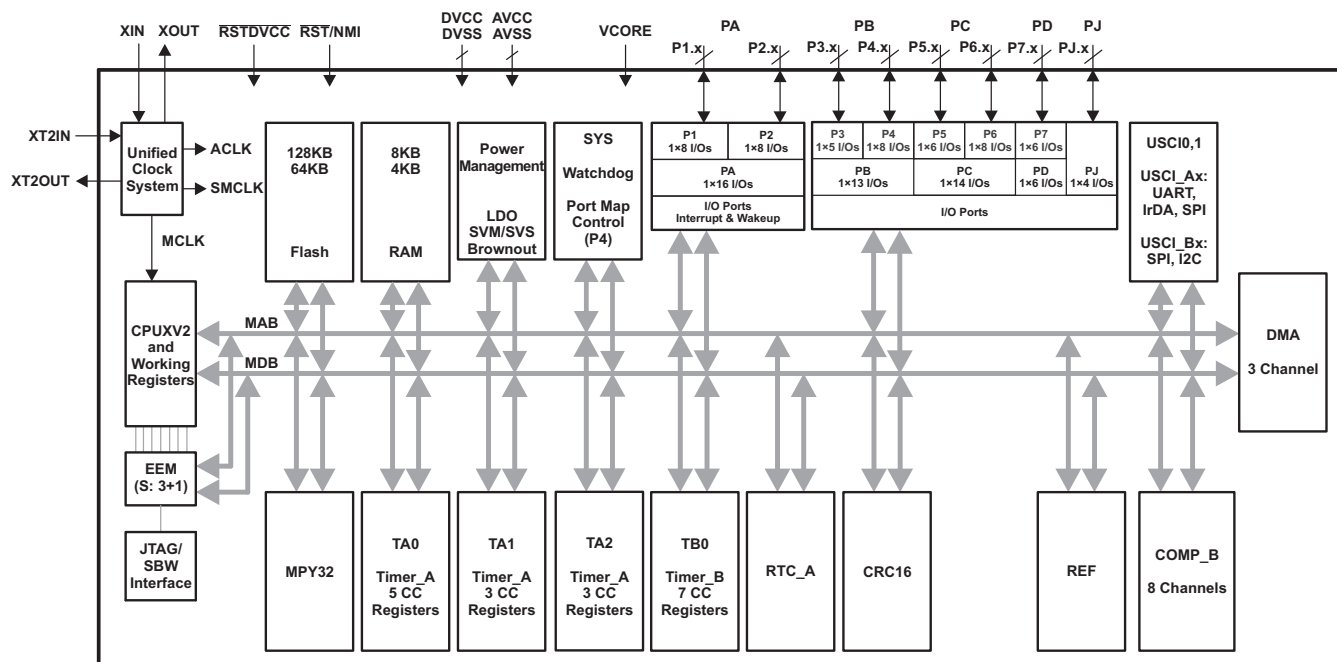 XIN
XOUT
RSTDVCC
RST/NMI
DVCC
DVSS
AVCC
AVSS
VCORE
PA
P1.x
P2.x
PB
P3.x
P4.x
PC
P5.x
P6.x
PD
P7.x
PJ
PJ.x
XT2IN
XT2OUT
Unified
Clock
System
ACLK
SMCLK
MCLK
128KB
64KB
Flash
8KB
4KB
RAM
Power
Management
LDO
SVM/SVS
Brownout
SYS
Watchdog
Port Map
Control
(P4)
P1
1×8 I/Os
P2
1×8 I/Os
PA
1×16 I/Os
I/O Ports
Interrupt & Wakeup
P3
1×5 I/Os
P4
1×8 I/Os
P5
1×6 I/Os
P6
1×8 I/Os
P7
1×6 I/Os
PB
1×13 I/Os
PC
1×14 I/Os
PD
1×6 I/Os
PJ
1×4 I/Os
I/O Ports
USCI0,1
USCI_Ax:
UART,
IrDA, SPI
USCI_Bx:
SPI, I2C
CPUXV2
and
Working
Registers
MAB
MDB
DMA
3 Channel
EEM
(S: 3+1)
JTAG/
SBW
Interface
MPY32
TA0
Timer_A
5 CC
Registers
TA1
Timer_A
3 CC
Registers
TA2
Timer_A
3 CC
Registers
TB0
Timer_B
7 CC
Registers
RTC_A
CRC16
REF
COMP_B
8 Channels